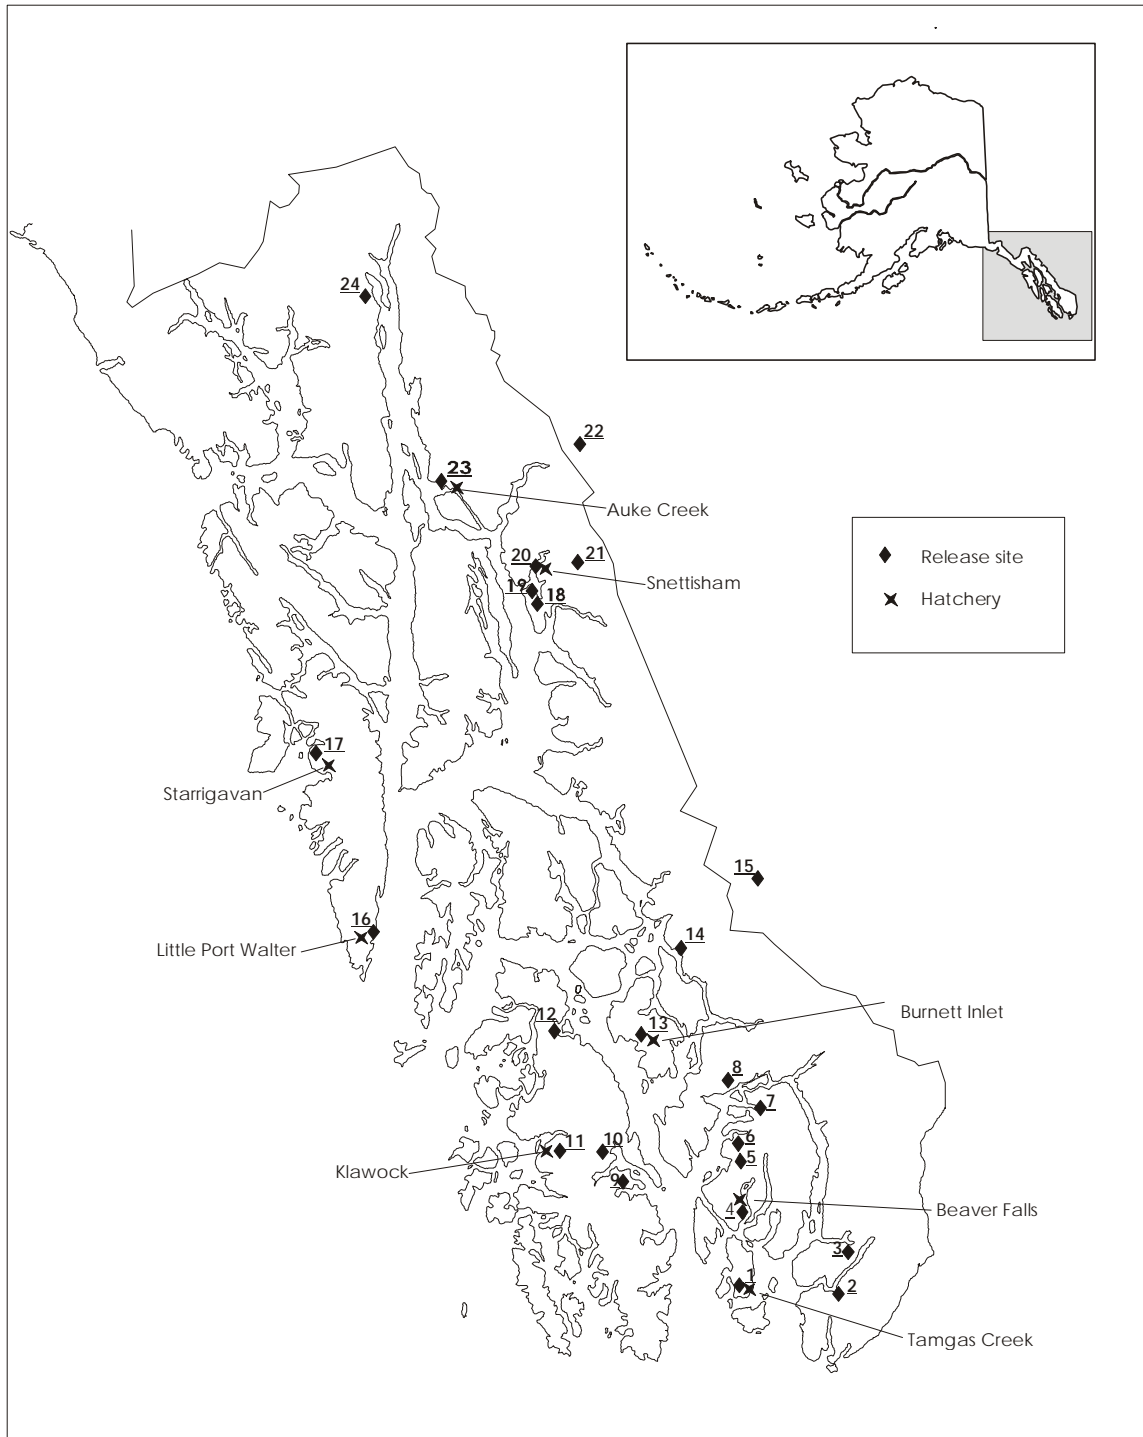 24
22
23
Auke Creek
21
20
Snettisham
19
18
Release site
Hatchery
17
Starrigavan
15
16
14
Little Port Walter
Burnett Inlet
12
13
8
7
6
10
11
5
Klawock
9
4
Beaver Falls
3
1
2
Tamgas Creek